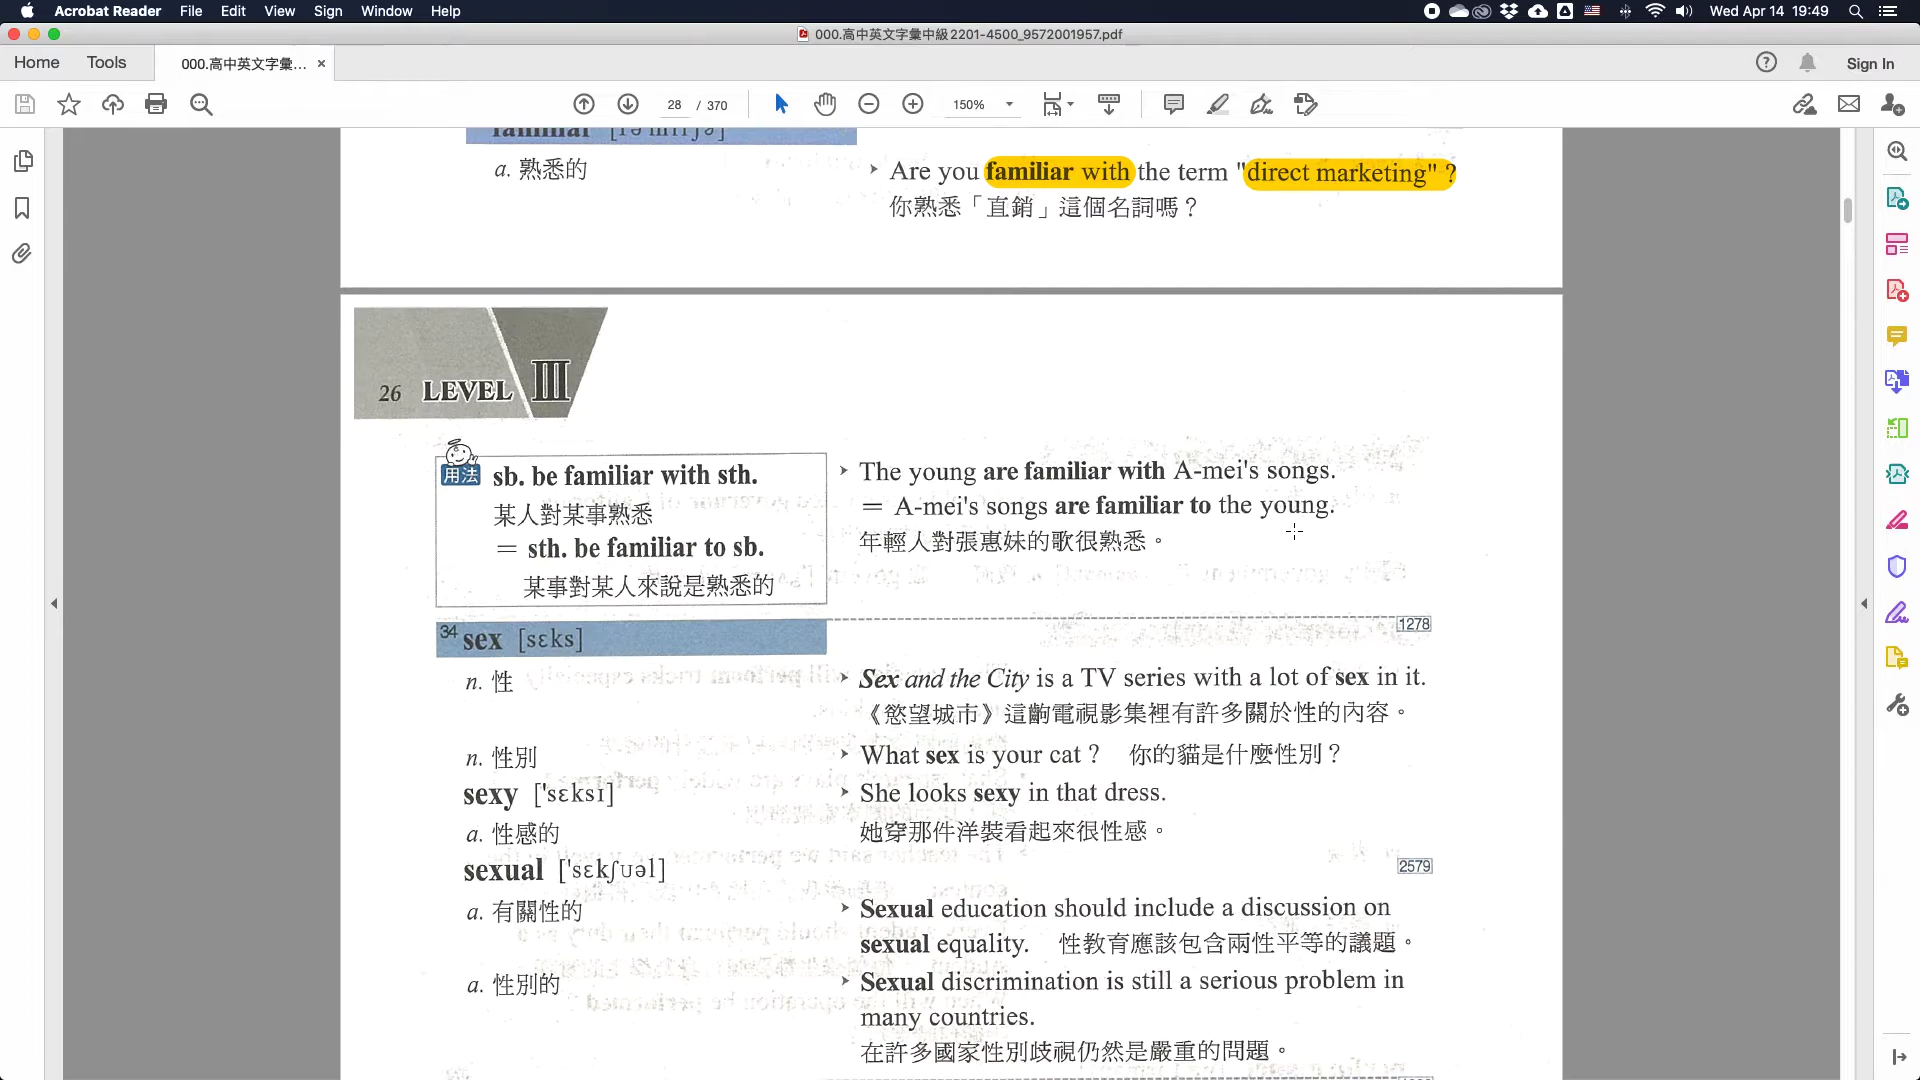 Acrobat Reader File Edit View Sign Window Help
Wed Apr 14 19:49
000.高中英文字彙中級2201-4500_9572001957.pdf
Home Tools 000.高中英文字彙... × Sign In
28 / 370 150%
familiar
a. 熟悉的
Are you familiar with the term "direct marketing" ?
你熟悉「直銷」這個名詞嗎？
26 LEVEL III
用法 sb. be familiar with sth.
某人對某事熟悉
= sth. be familiar to sb.
某事對某人來說是熟悉的
The young are familiar with A-mei's songs.
= A-mei's songs are familiar to the young.
年輕人對張惠妹的歌很熟悉。
34 sex [sɛks]
1278
n. 性
Sex and the City is a TV series with a lot of sex in it.
《慾望城市》這齣電視影集裡有許多關於性的內容。
n. 性別
What sex is your cat ? 你的貓是什麼性別？
sexy ['sɛksɪ]
She looks sexy in that dress.
a. 性感的
她穿那件洋裝看起來很性感。
sexual ['sɛkʃuəl]
2579
a. 有關性的
Sexual education should include a discussion on
sexual equality. 性教育應該包含兩性平等的議題。
a. 性別的
Sexual discrimination is still a serious problem in
many countries.
在許多國家性別歧視仍然是嚴重的問題。